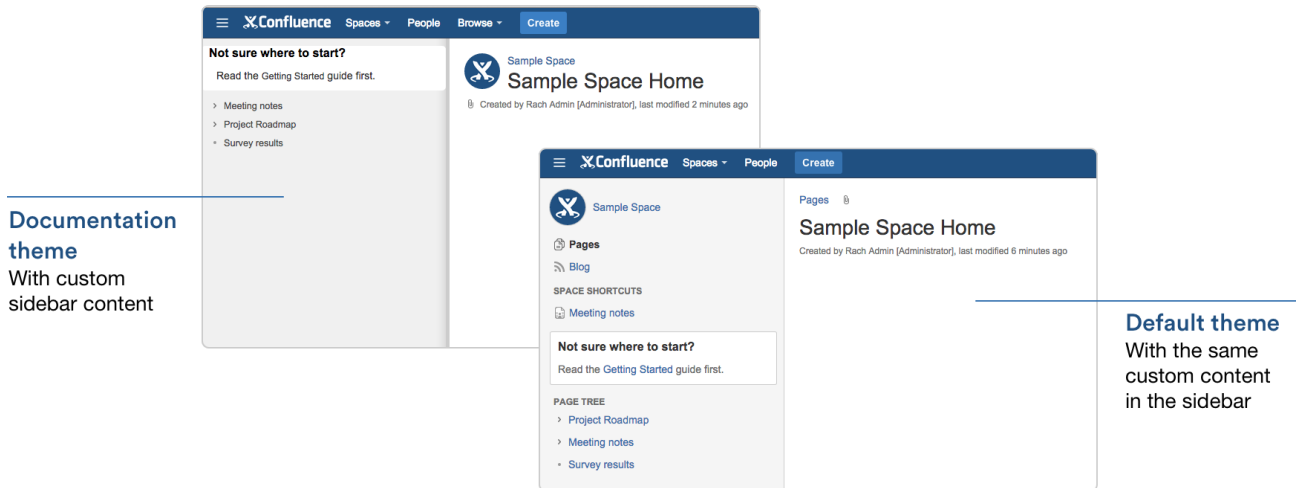 Confluence Spaces People Browse Create
Not sure where to start?
Read the Getting Started guide first.
Meeting notes
Project Roadmap
Survey results
Sample Space
Sample Space Home
Created by Rach Admin [Administrator], last modified 2 minutes ago
Documentation
theme
With custom
sidebar content
Confluence Spaces People Create
Sample Space
Pages
Blog
SPACE SHORTCUTS
Meeting notes
Not sure where to start?
Read the Getting Started guide first.
PAGE TREE
Project Roadmap
Meeting notes
Survey results
Pages
Sample Space Home
Created by Rach Admin [Administrator], last modified 6 minutes ago
Default theme
With the same
custom content
in the sidebar